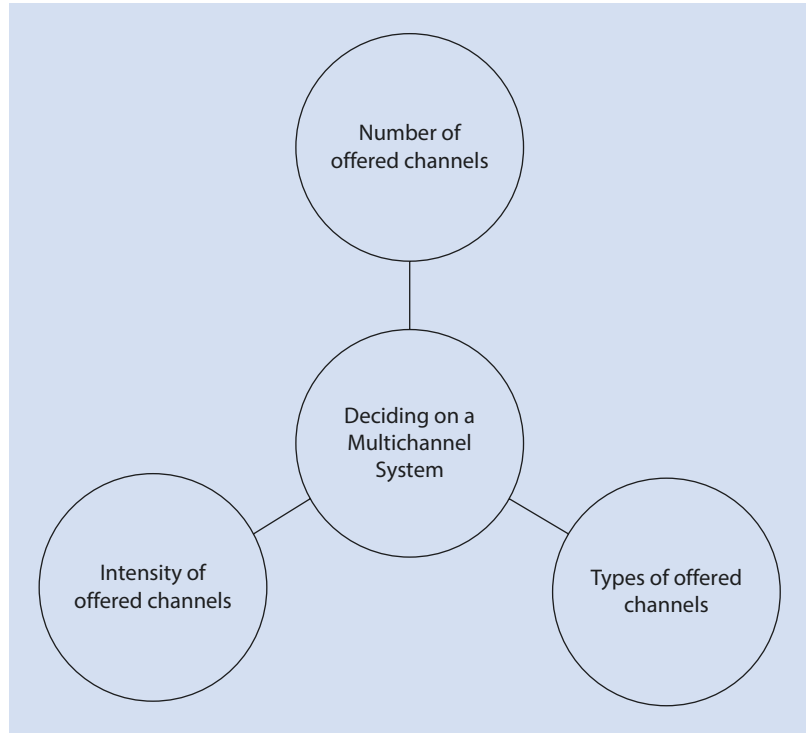 Number of
offered channels
Deciding on a
Multichannel
System
Intensity of
offered channels
Types of offered
channels